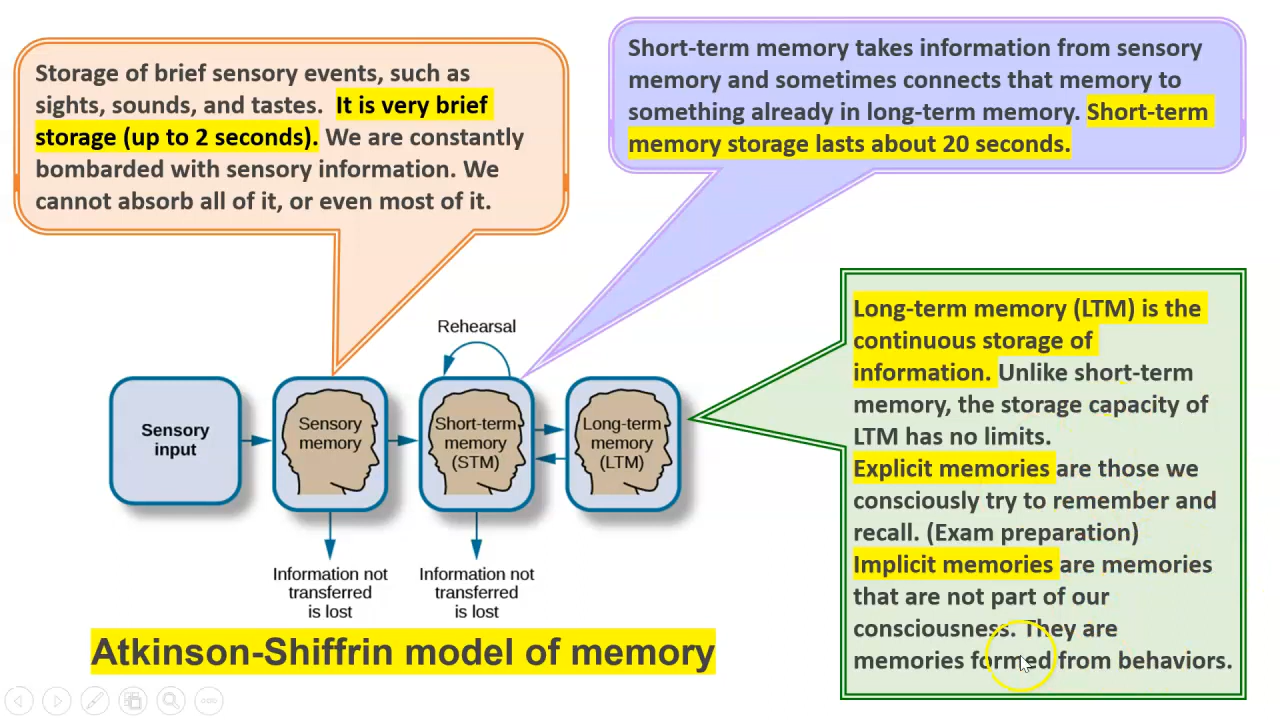 Storage of brief sensory events, such as
sights, sounds, and tastes. It is very brief
storage (up to 2 seconds). We are constantly
bombarded with sensory information. We
cannot absorb all of it, or even most of it.
Short-term memory takes information from sensory
memory and sometimes connects that memory to
something already in long-term memory. Short-term
memory storage lasts about 20 seconds.
Rehearsal
Sensory
input
Sensory
memory
Short-term
memory
(STM)
Long-term
memory
(LTM)
Information not
transferred
is lost
Information not
transferred
is lost
Long-term memory (LTM) is the
continuous storage of
information. Unlike short-term
memory, the storage capacity of
LTM has no limits.
Explicit memories are those we
consciously try to remember and
recall. (Exam preparation)
Implicit memories are memories
that are not part of our
consciousness. They are
memories formed from behaviors.
Atkinson-Shiffrin model of memory